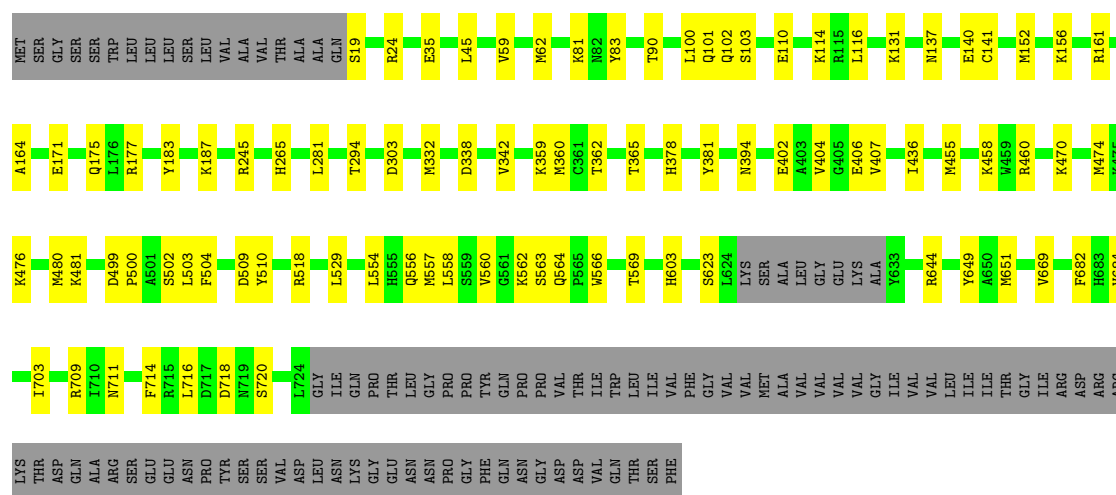 MET SER GLY SER SER TRP LEU LEU LEU SER LEU VAL ALA VAL THR ALA ALA GLN S19 R24 E35 L45 V59 M62 K81 N82 Y83 T90 L100 Q101 Q102 S103 E110 K114 R115 L116 K131 N137 E140 C141 M152 K156 R161
A164 E171 Q175 L176 R177 Y183 K187 R245 H265 L281 T294 D303 M332 D338 V342 K359 M360 C361 T362 T365 H378 Y381 N394 E402 A403 V404 G405 E406 V407 I436 M455 K458 W459 R460 K470 M474
K476 M480 K481 D499 P500 A501 S502 L503 F504 D509 Y510 R518 L529 L554 H555 Q556 M557 L558 S559 V560 G561 K562 S563 Q564 P565 W566 T569 H603 S623 L624 LYS SER ALA LEU GLY GLU LYS ALA Y633 R644 Y649 A650 M651 V669 F682 H683
I703 R709 I710 N711 F714 R715 L716 D717 D718 N719 S720 L724 GLY ILE GLN PRO THR LEU GLY PRO PRO TYR GLN PRO PRO VAL THR ILE TRP LEU ILE VAL PHE GLY VAL VAL MET ALA VAL VAL VAL VAL GLY ILE VAL VAL LEU ILE ILE THR GLY ILE ARG ASP ARG
LYS THR ASP GLN ALA ARG SER GLU GLU ASN PRO TYR SER SER VAL ASP LEU ASN LYS GLY GLU ASN ASN PRO GLY PHE GLN ASN GLY ASP ASP VAL GLN THR SER PHE